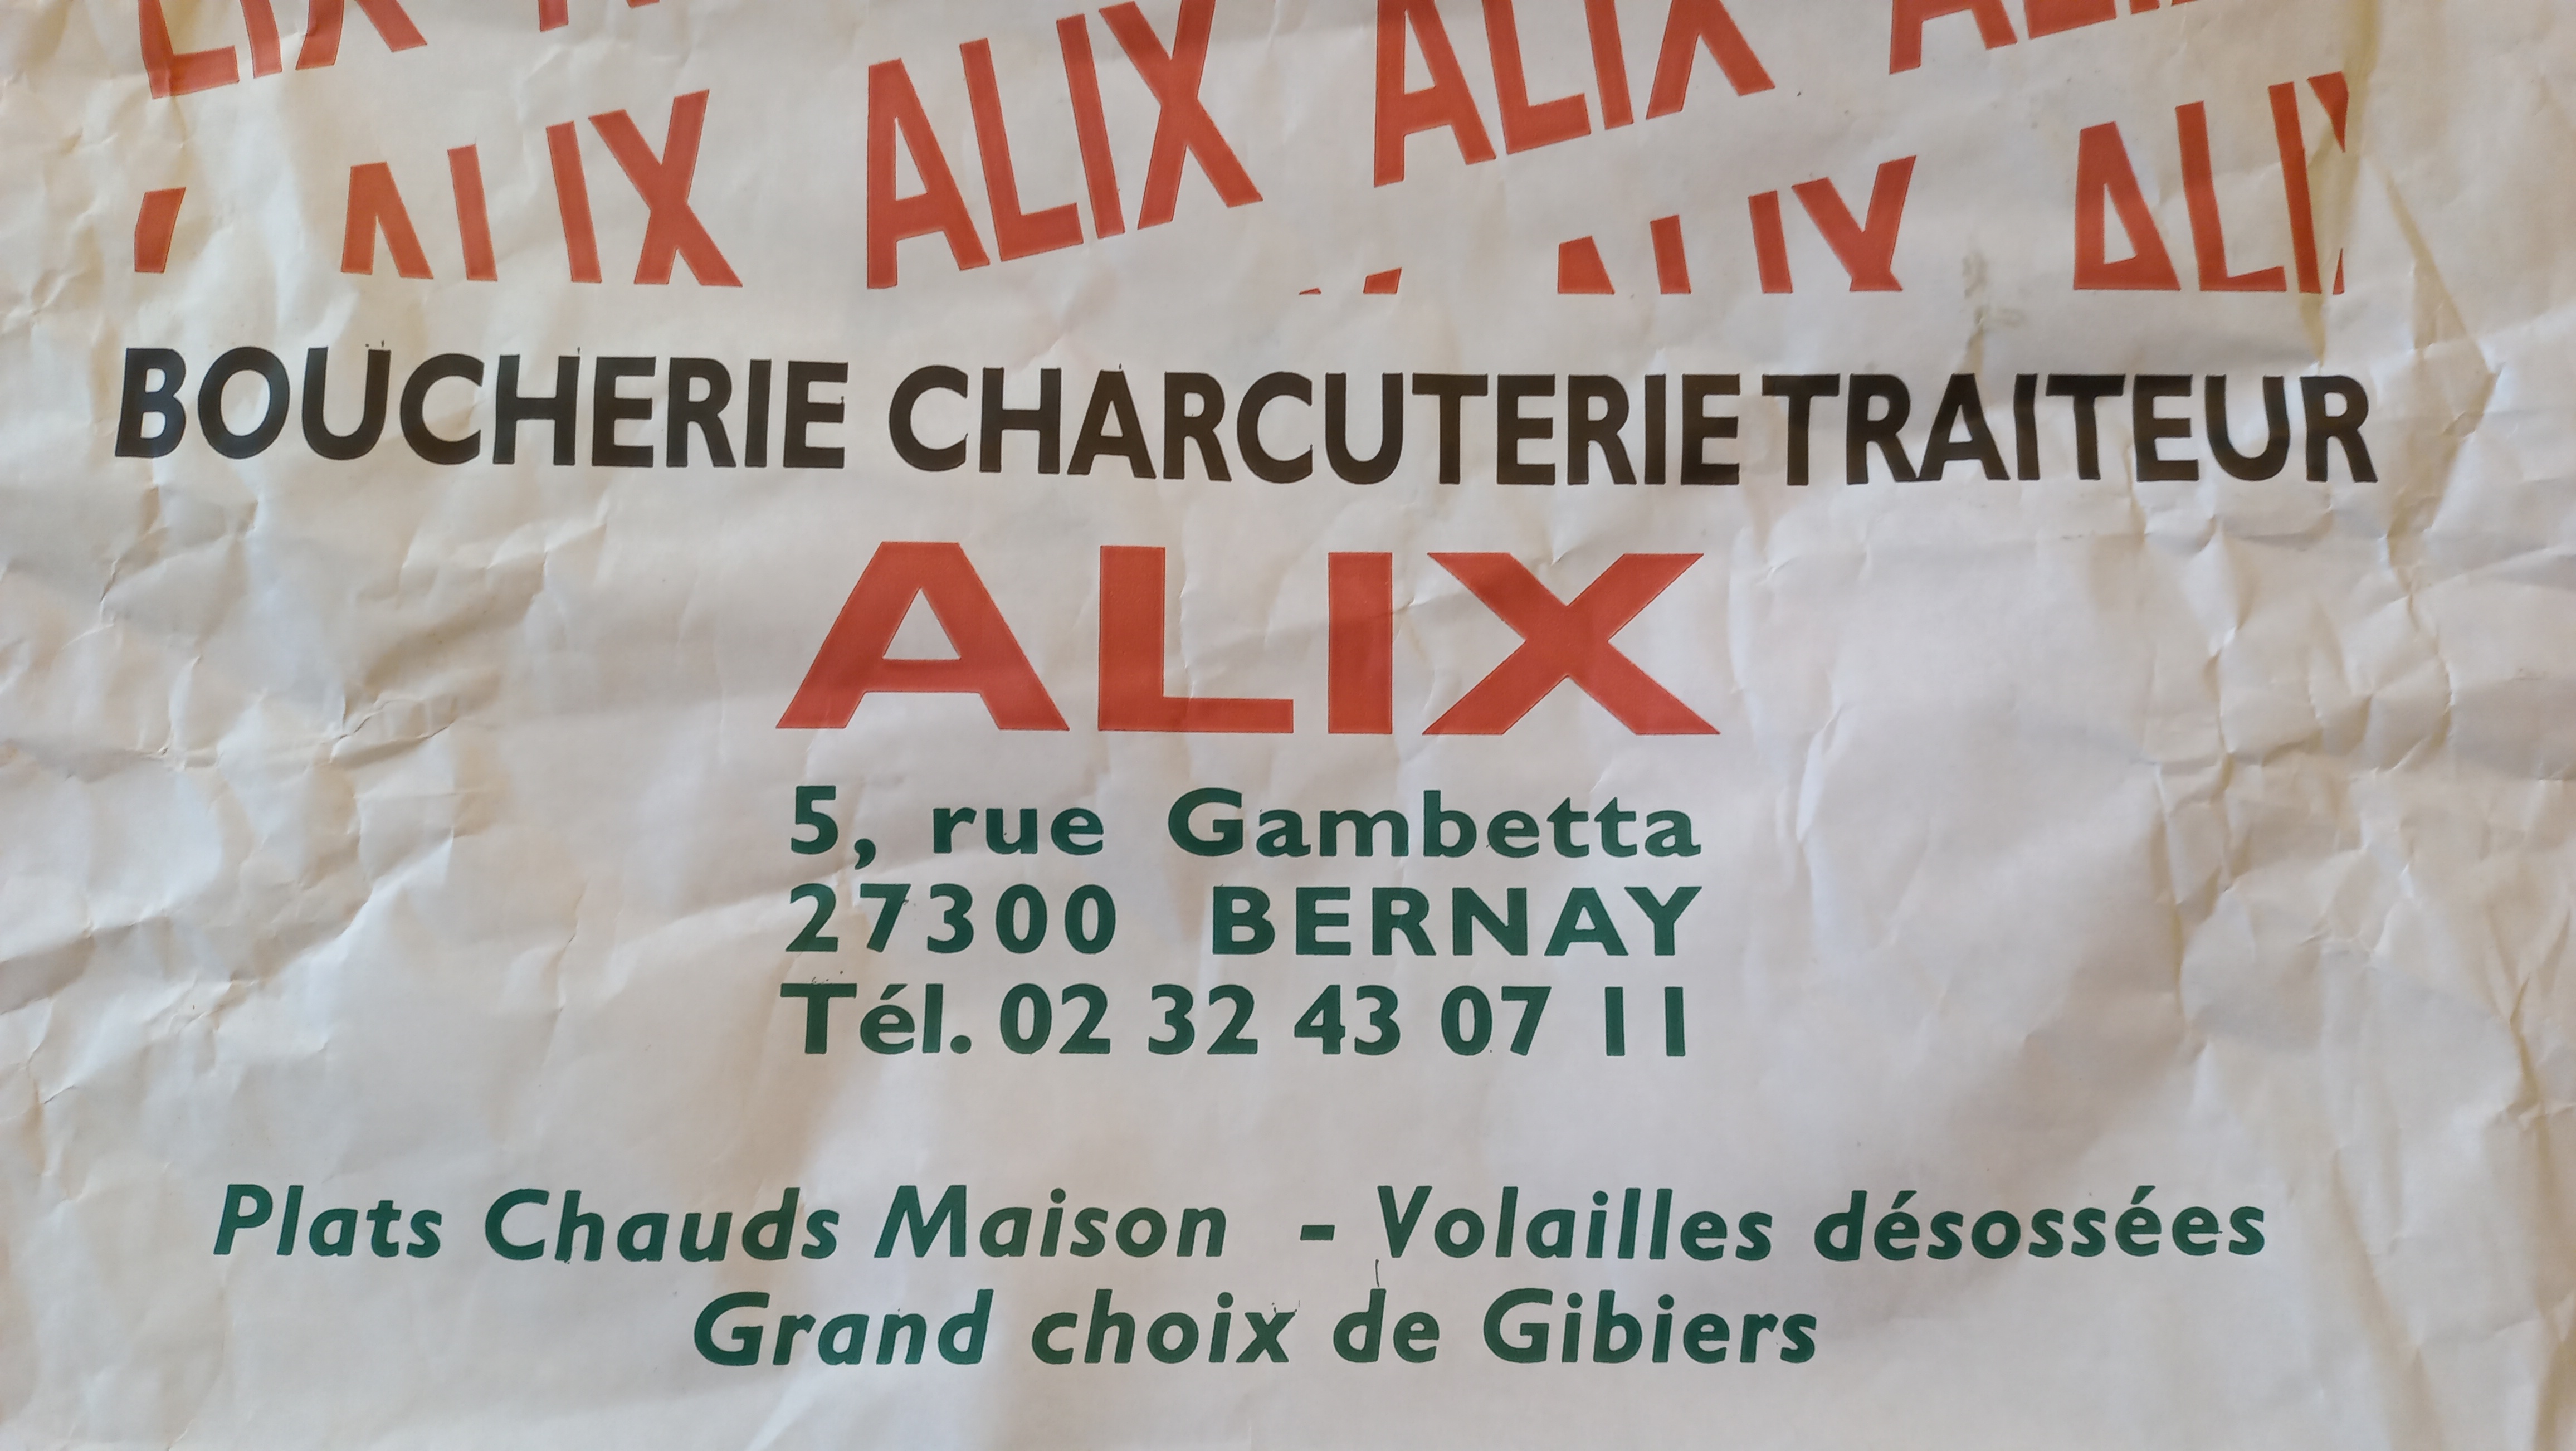 ALIX ALIX
ALIX ALIX
BOUCHERIE CHARCUTERIE TRAITEUR
ALIX
5, rue Gambetta
27300 BERNAY
Tél. 02 32 43 07 11
Plats Chauds Maison - Volailles désossées
Grand choix de Gibiers